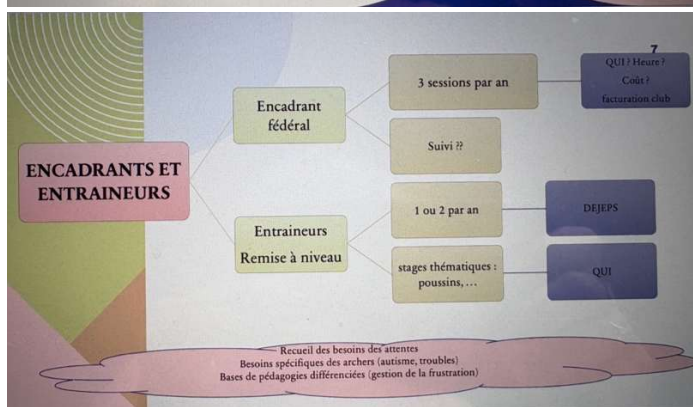 7
ENCADRANTS ET
ENTRAINEURS
Encadrant
fédéral
3 sessions par an
QUI ? Heure ?
Coût ?
facturation club
Suivi ??
Entraineurs
Remise à niveau
1 ou 2 par an
DEJEPS
stages thématiques :
poussins, ...
QUI
Recueil des besoins des attentes
Besoins spécifiques des archers (autisme, troubles)
Bases de pédagogies différenciées (gestion de la frustration)